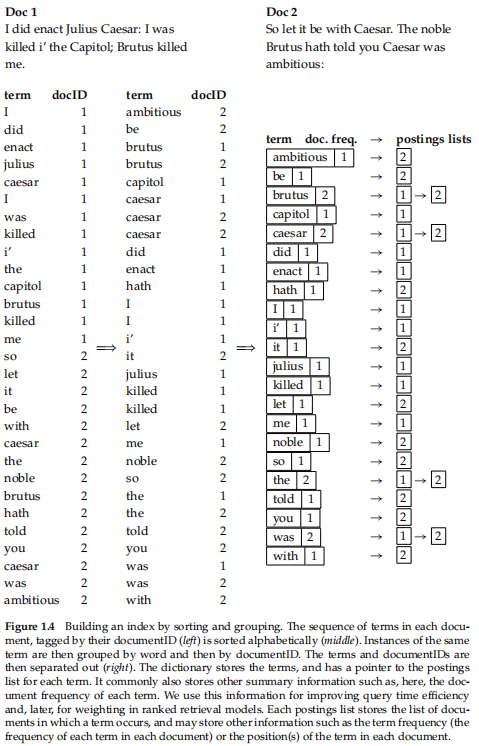 Doc 1
I did enact Julius Caesar: I was
killed i′ the Capitol; Brutus killed
me.
Doc 2
So let it be with Caesar. The noble
Brutus hath told you Caesar was
ambitious:
term docID term docID
I 1 ambitious 2
did 1 be 2
enact 1 brutus 1
julius 1 brutus 2
caesar 1 capitol 1
I 1 caesar 1
was 1 caesar 2
killed 1 caesar 2
i′ 1 did 1
the 1 enact 1
capitol 1 hath 1
brutus 1 I 1
killed 1 I 1
me 1 i′ 1
so 2 ⟹ it 2 ⟹
let 2 julius 1
it 2 killed 1
be 2 killed 1
with 2 let 2
caesar 2 me 1
the 2 noble 2
noble 2 so 2
brutus 2 the 1
hath 2 the 2
told 2 told 2
you 2 you 2
caesar 2 was 1
was 2 was 2
ambitious 2 with 2
term doc. freq. → postings lists
ambitious 1 → 2
be 1 → 2
brutus 2 → 1 → 2
capitol 1 → 1
caesar 2 → 1 → 2
did 1 → 1
enact 1 → 1
hath 1 → 2
I 1 → 1
i′ 1 → 1
it 1 → 2
julius 1 → 1
killed 1 → 1
let 1 → 2
me 1 → 1
noble 1 → 2
so 1 → 2
the 2 → 1 → 2
told 1 → 2
you 1 → 2
was 2 → 1 → 2
with 1 → 2
Figure 1.4 Building an index by sorting and grouping. The sequence of terms in each docu-
ment, tagged by their documentID (left) is sorted alphabetically (middle). Instances of the same
term are then grouped by word and then by documentID. The terms and documentIDs are
then separated out (right). The dictionary stores the terms, and has a pointer to the postings
list for each term. It commonly also stores other summary information such as, here, the doc-
ument frequency of each term. We use this information for improving query time efficiency
and, later, for weighting in ranked retrieval models. Each postings list stores the list of docu-
ments in which a term occurs, and may store other information such as the term frequency (the
frequency of each term in each document) or the position(s) of the term in each document.